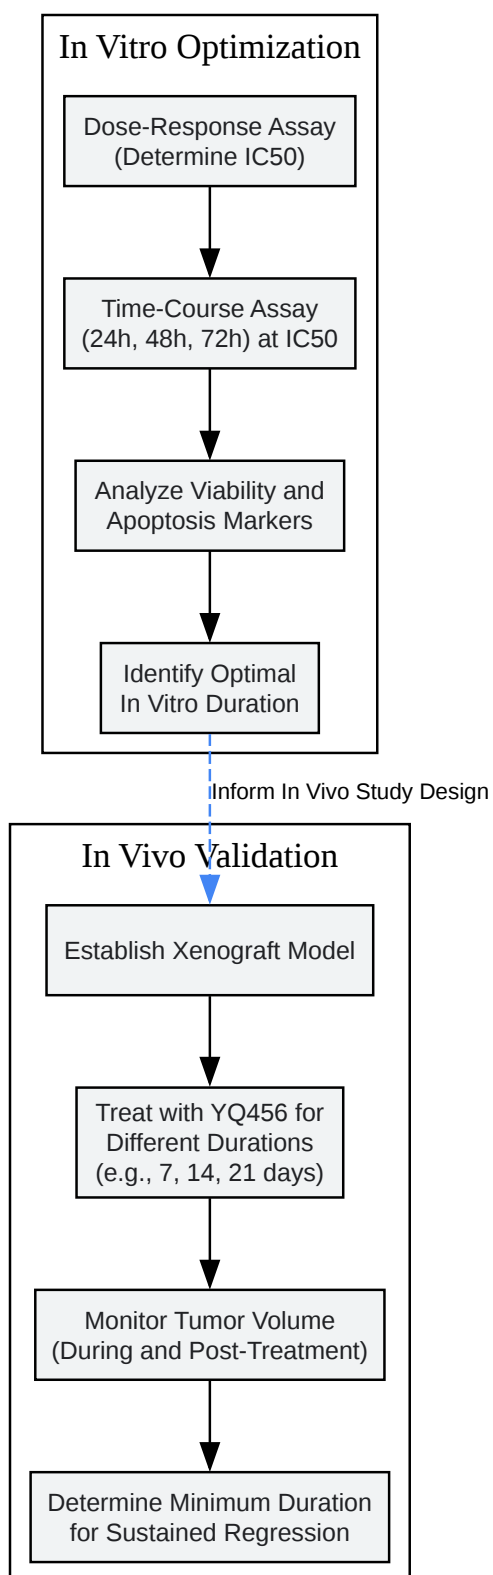 In Vitro Optimization
Dose-Response Assay
(Determine IC50)
Time-Course Assay
(24h, 48h, 72h) at IC50
Analyze Viability and
Apoptosis Markers
Identify Optimal
In Vitro Duration
Inform In Vivo Study Design
In Vivo Validation
Establish Xenograft Model
Treat with YQ456 for
Different Durations
(e.g., 7, 14, 21 days)
Monitor Tumor Volume
(During and Post-Treatment)
Determine Minimum Duration
for Sustained Regression